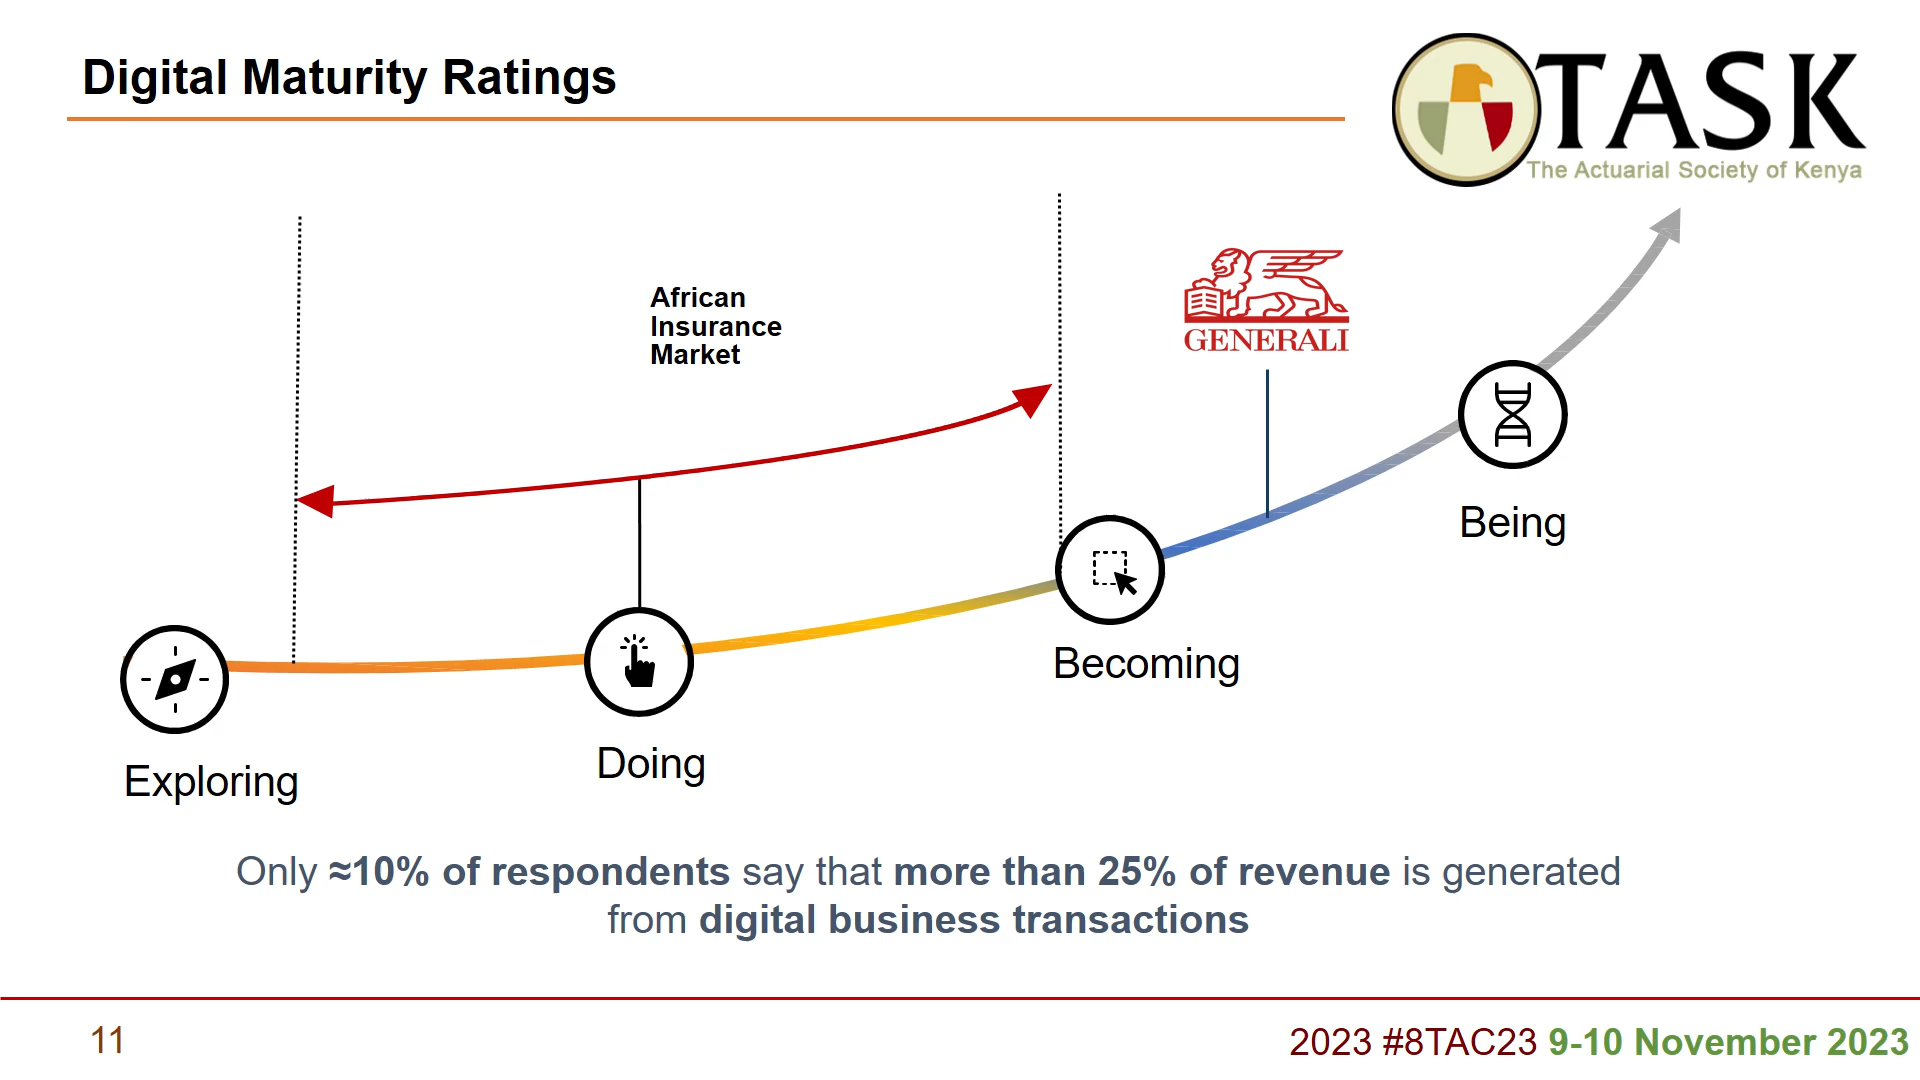 Digital Maturity Ratings
TASK
The Actuarial Society of Kenya
African
Insurance
Market
GENERALI
Being
Becoming
Doing
Exploring
Only ≈10% of respondents say that more than 25% of revenue is generated
from digital business transactions
11
2023 #8TAC23 9-10 November 2023